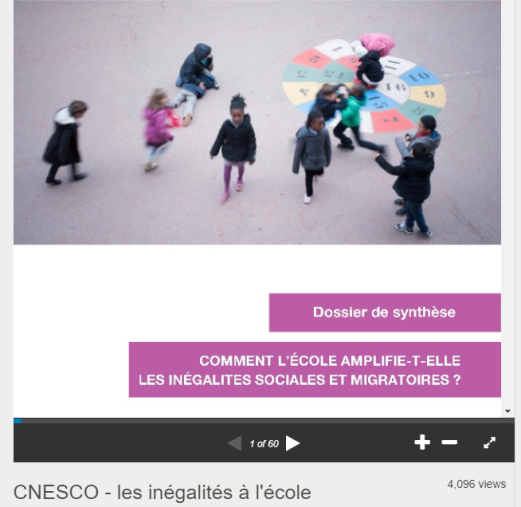 Dossier de synthèse
COMMENT L'ÉCOLE AMPLIFIE-T-ELLE
LES INÉGALITES SOCIALES ET MIGRATOIRES ?
1 of 60
CNESCO - les inégalités à l'école
4,096 views